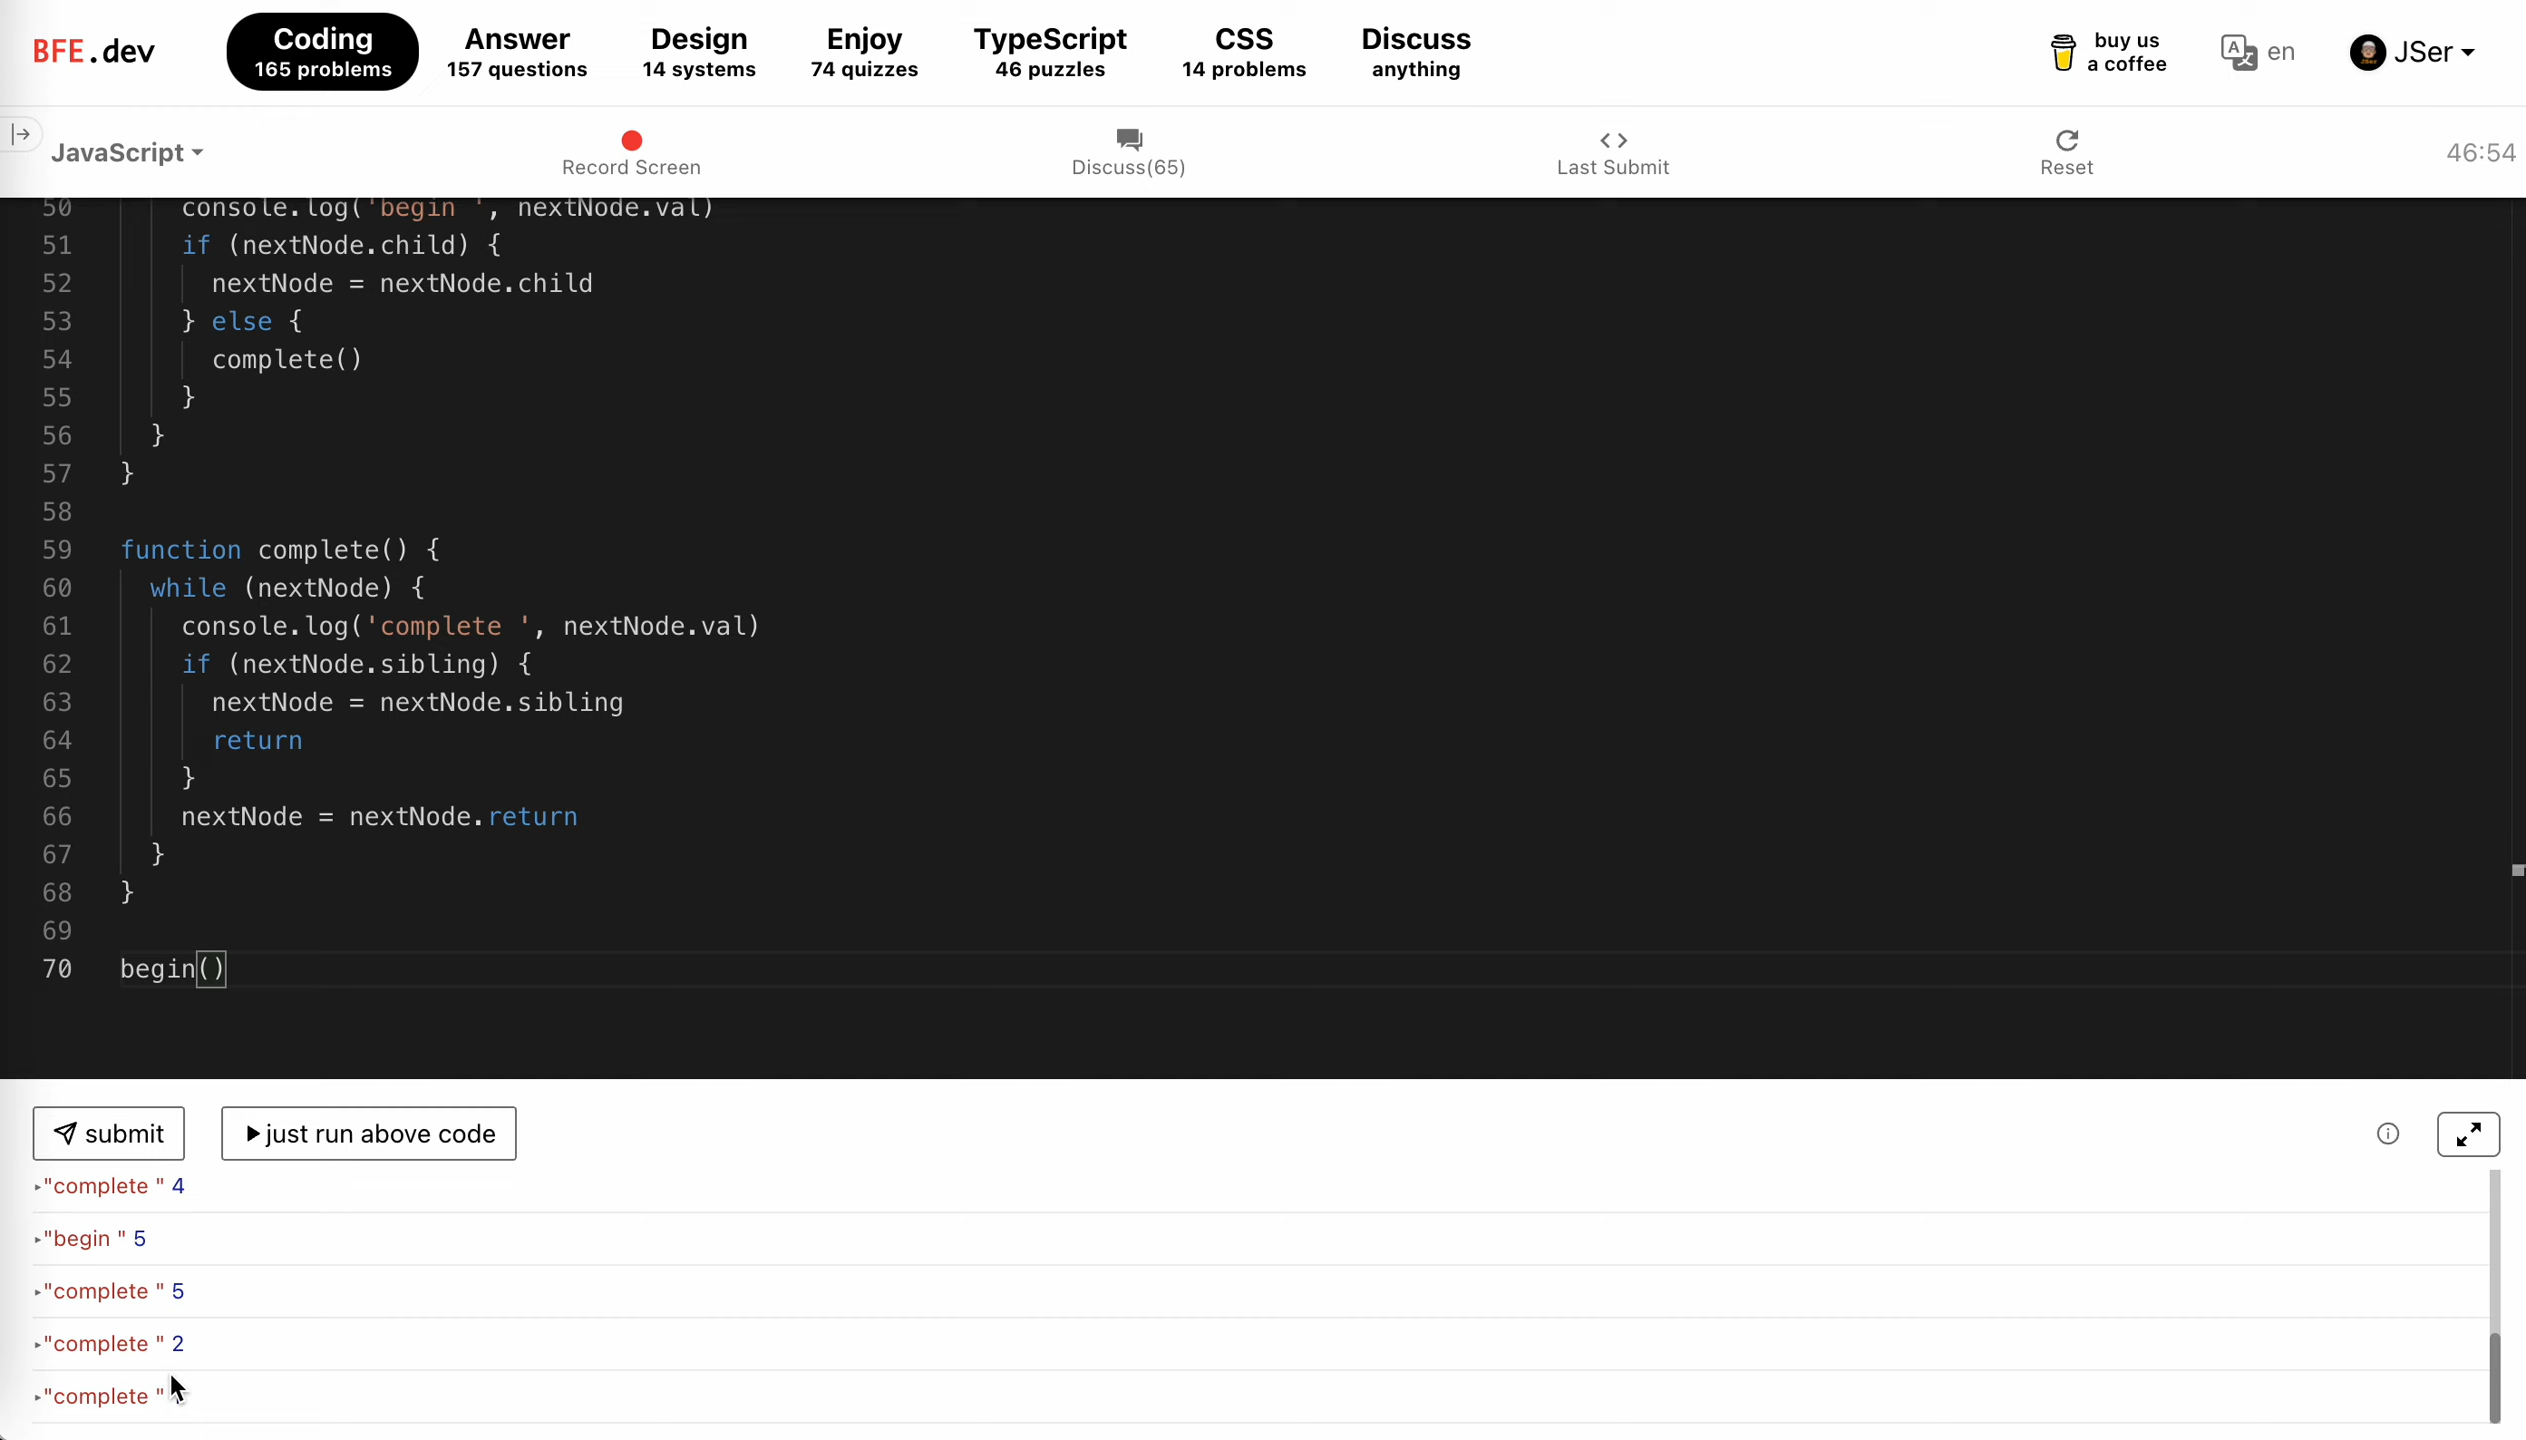 BFE.dev
Coding
165 problems
Answer
157 questions
Design
14 systems
Enjoy
74 quizzes
TypeScript
46 puzzles
CSS
14 problems
Discuss
anything
buy us
a coffee
en
JSer
JavaScript
Record Screen
Discuss(65)
Last Submit
Reset
46:54
50 console.log('begin ', nextNode.val)
51 if (nextNode.child) {
52 nextNode = nextNode.child
53 } else {
54 complete()
55 }
56 }
57 }
58
59 function complete() {
60 while (nextNode) {
61 console.log('complete ', nextNode.val)
62 if (nextNode.sibling) {
63 nextNode = nextNode.sibling
64 return
65 }
66 nextNode = nextNode.return
67 }
68 }
69
70 begin()
submit
just run above code
"complete " 4
"begin " 5
"complete " 5
"complete " 2
"complete "